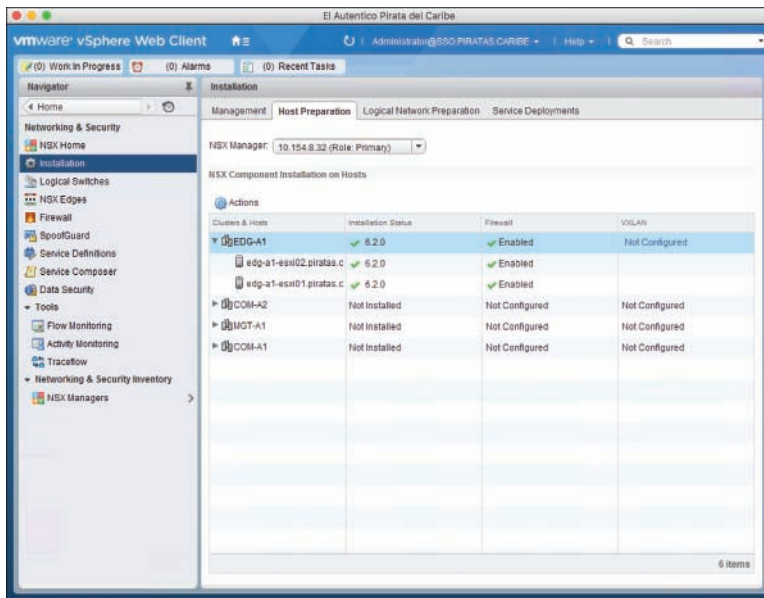 El Autentico Pirata del Caribe
vmware® vSphere Web Client
Administrator@SSO.PIRATAS.CARIBE
Help
Search
(0) Work In Progress
(0) Alarms
(0) Recent Tasks
Navigator
Home
Networking & Security
NSX Home
Installation
Logical Switches
NSX Edges
Firewall
SpoofGuard
Service Definitions
Service Composer
Data Security
Tools
Flow Monitoring
Activity Monitoring
Traceflow
Networking & Security Inventory
NSX Managers
Installation
Management Host Preparation Logical Network Preparation Service Deployments
NSX Manager: 10.154.8.32 (Role: Primary)
NSX Component Installation on Hosts
Actions
Clusters & Hosts Installation Status Firewall VXLAN
EDG-A1 6.2.0 Enabled Not Configured
edg-a1-esxi02.piratas.c 6.2.0 Enabled
edg-a1-esxi01.piratas.c 6.2.0 Enabled
COM-A2 Not Installed Not Configured Not Configured
MGT-A1 Not Installed Not Configured Not Configured
COM-A1 Not Installed Not Configured Not Configured
6 items